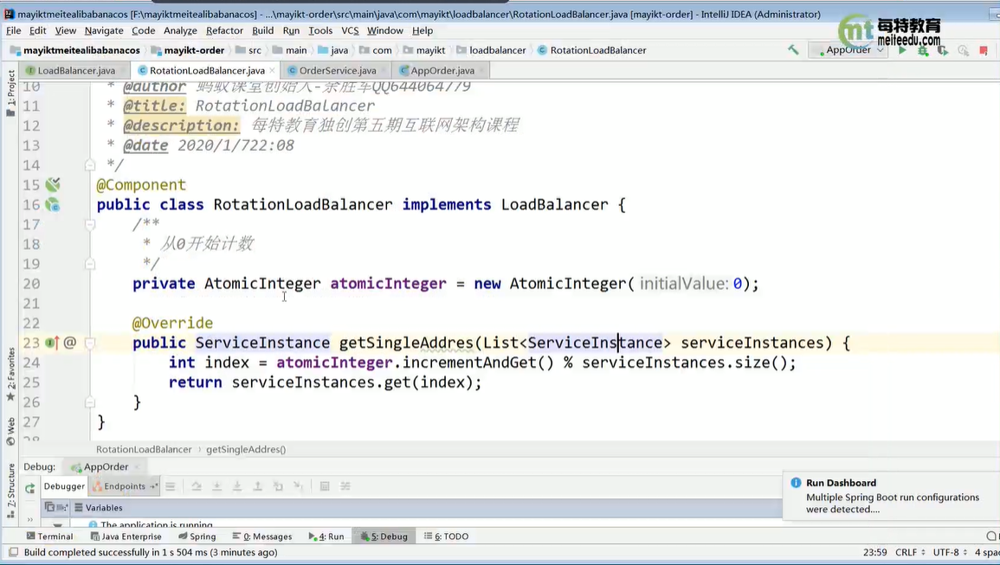 mayiktmeitealibabanacos [F:\mayiktmeitealibabanacos] - ...\mayikt-order\src\main\java\com\mayikt\loadbalancer\RotationLoadBalancer.java [mayikt-order] - IntelliJ IDEA (Administrator)
File Edit View Navigate Code Analyze Refactor Build Run Tools VCS Window Help
每特教育
meiteedu.com
mayiktmeitealibabanacos mayikt-order src main java com mayikt loadbalancer RotationLoadBalancer AppOrder
LoadBalancer.java RotationLoadBalancer.java OrderService.java AppOrder.java
1: Project
10 * @author 蚂蚁课堂创始人-余胜军QQ644064779
11 * @title: RotationLoadBalancer
12 * @description: 每特教育独创第五期互联网架构课程
13 * @date 2020/1/722:08
14 */
15 @Component
16 public class RotationLoadBalancer implements LoadBalancer {
17 /**
18 * 从0开始计数
19 */
20 private AtomicInteger atomicInteger = new AtomicInteger( initialValue: 0);
21
22 @Override
23 @ public ServiceInstance getSingleAddres(List<ServiceInstance> serviceInstances) {
24 int index = atomicInteger.incrementAndGet() % serviceInstances.size();
25 return serviceInstances.get(index);
26 }
27 }
28
2: Favorites
Web
Z: Structure
RotationLoadBalancer › getSingleAddres()
Debug: AppOrder
Debugger Endpoints
Variables
The application is running
Run Dashboard
Multiple Spring Boot run configurations
were detected....
Terminal Java Enterprise Spring 0: Messages 4: Run 5: Debug 6: TODO
Build completed successfully in 1 s 504 ms (3 minutes ago) 23:59 CRLF UTF-8 4 spac